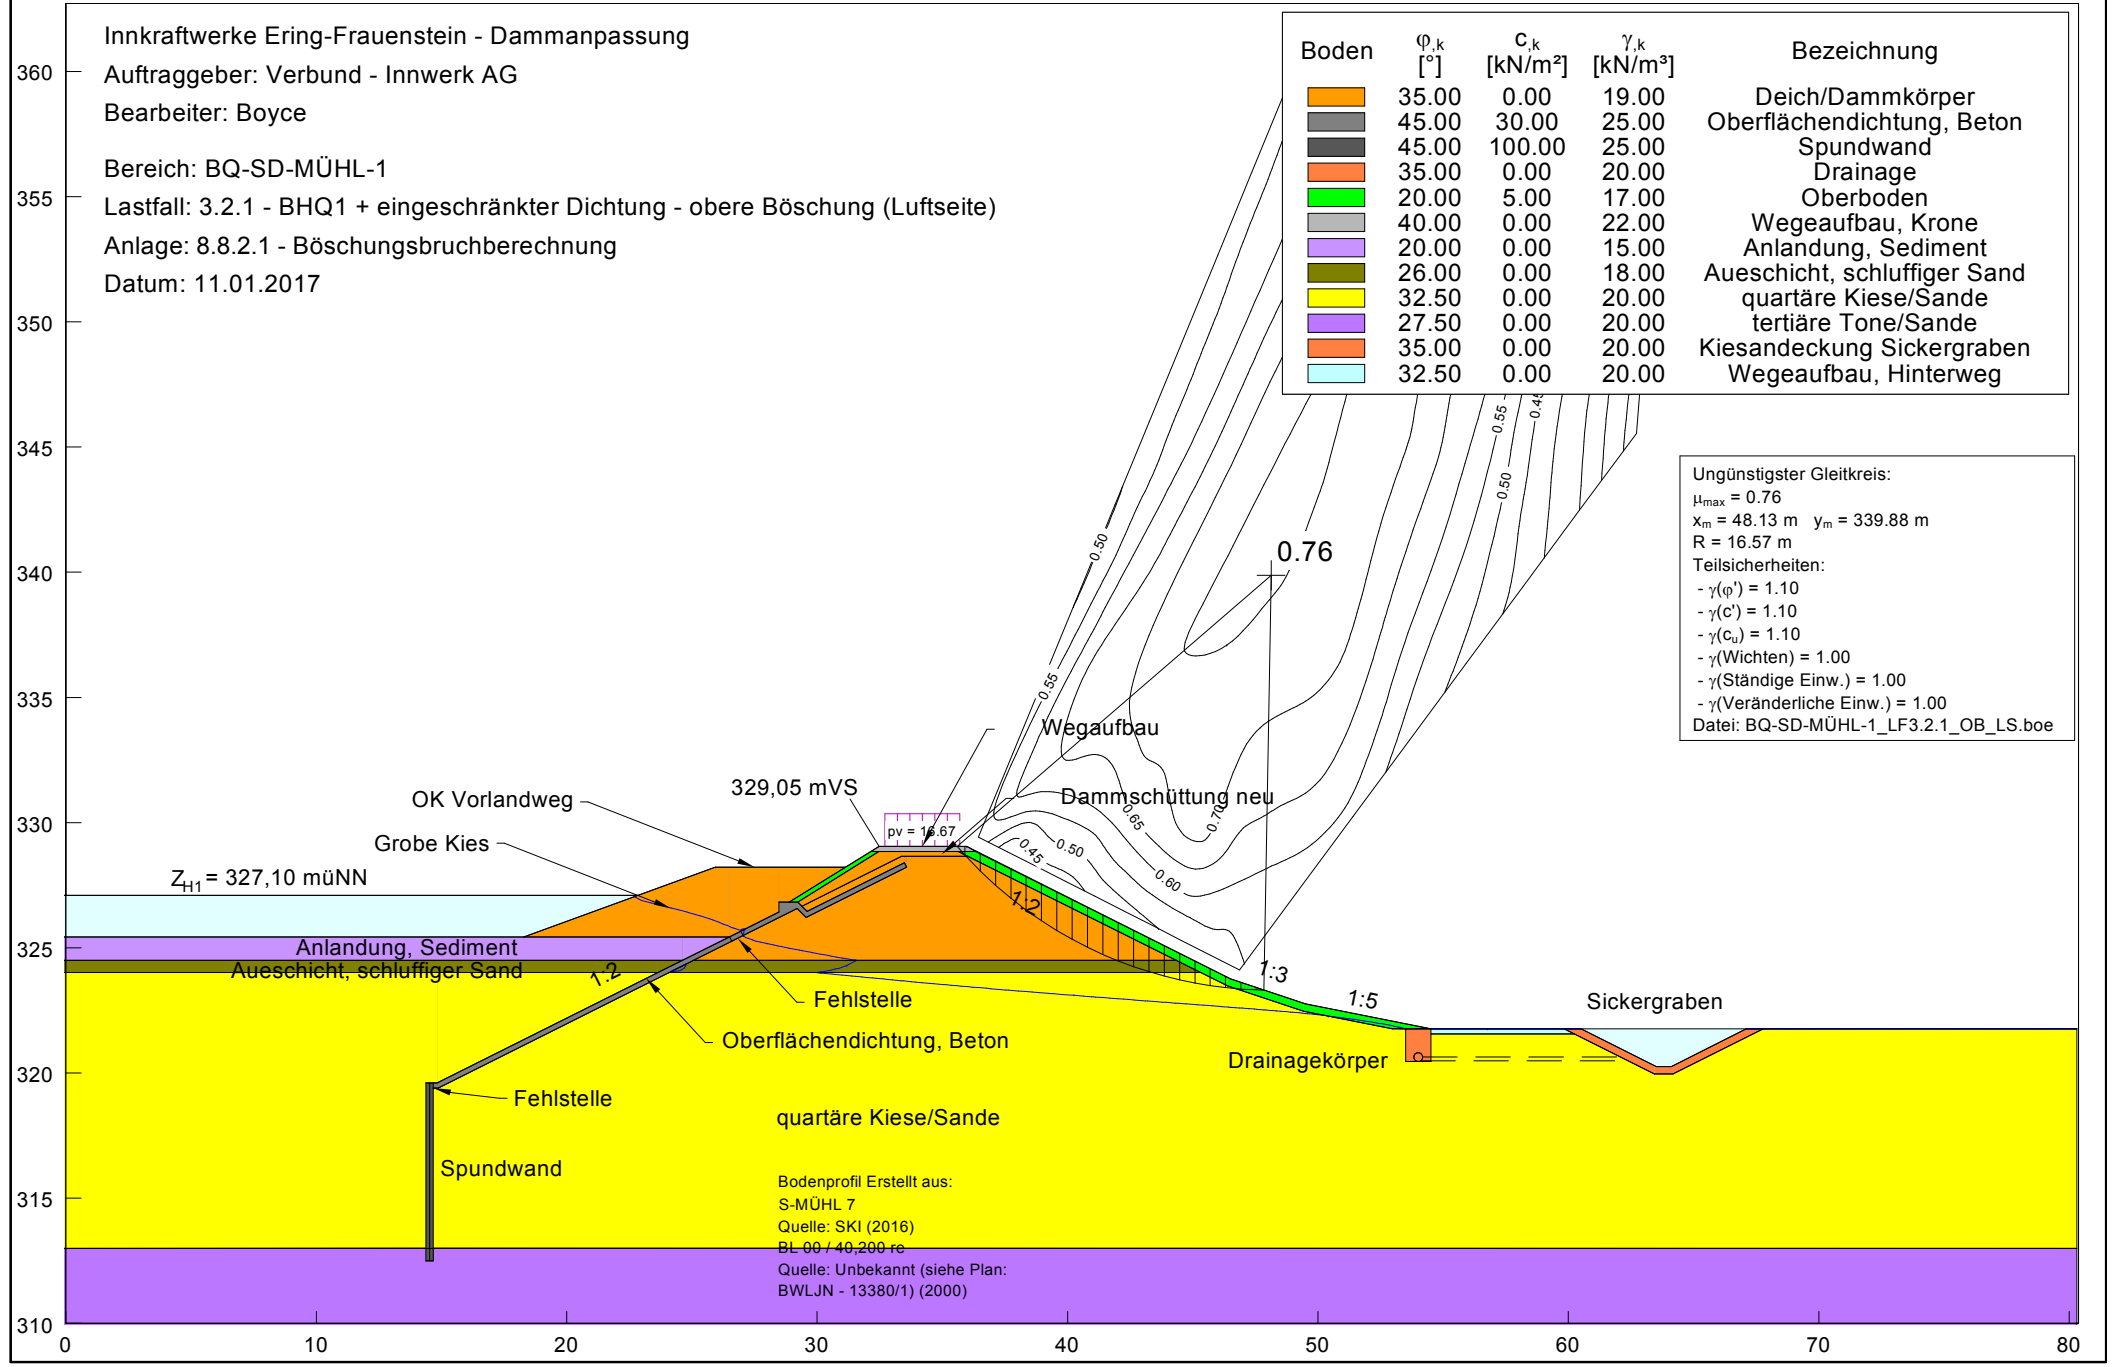 Innkraftwerke Ering-Frauenstein - Dammanpassung
Auftraggeber: Verbund - Innwerk AG
Bearbeiter: Boyce
Bereich: BQ-SD-MÜHL-1
Lastfall: 3.2.1 - BHQ1 + eingeschränkter Dichtung - obere Böschung (Luftseite)
Anlage: 8.8.2.1 - Böschungsbruchberechnung
Datum: 11.01.2017
Boden φ,k [°] c,k [kN/m²] γ,k [kN/m³] Bezeichnung
35.00 0.00 19.00 Deich/Dammkörper
45.00 30.00 25.00 Oberflächendichtung, Beton
45.00 100.00 25.00 Spundwand
35.00 0.00 20.00 Drainage
20.00 5.00 17.00 Oberboden
40.00 0.00 22.00 Wegeaufbau, Krone
20.00 0.00 15.00 Anlandung, Sediment
26.00 0.00 18.00 Aueschicht, schluffiger Sand
32.50 0.00 20.00 quartäre Kiese/Sande
27.50 0.00 20.00 tertiäre Tone/Sande
35.00 0.00 20.00 Kiesandeckung Sickergraben
32.50 0.00 20.00 Wegeaufbau, Hinterweg
Ungünstigster Gleitkreis:
μmax = 0.76
xm = 48.13 m ym = 339.88 m
R = 16.57 m
Teilsicherheiten:
- γ(φ') = 1.10
- γ(c') = 1.10
- γ(cu) = 1.10
- γ(Wichten) = 1.00
- γ(Ständige Einw.) = 1.00
- γ(Veränderliche Einw.) = 1.00
Datei: BQ-SD-MÜHL-1_LF3.2.1_OB_LS.boe
360
355
350
345
340
335
330
325
320
315
310
0.55
0.45
0.50
0.50
0.76
0.55
Wegaufbau
329,05 mVS
OK Vorlandweg
Dammschüttung neu
0.65
0.70
pv = 16.67
Grobe Kies
0.45
0.50
0.60
ZH1 = 327,10 müNN
1:2
Anlandung, Sediment
Aueschicht, schluffiger Sand
1:2
1:3
1:5
Fehlstelle
Sickergraben
Oberflächendichtung, Beton
Drainagekörper
Fehlstelle
quartäre Kiese/Sande
Spundwand
Bodenprofil Erstellt aus:
S-MÜHL 7
Quelle: SKI (2016)
BL 00 / 40,200 re
Quelle: Unbekannt (siehe Plan:
BWLJN - 13380/1) (2000)
0 10 20 30 40 50 60 70 80